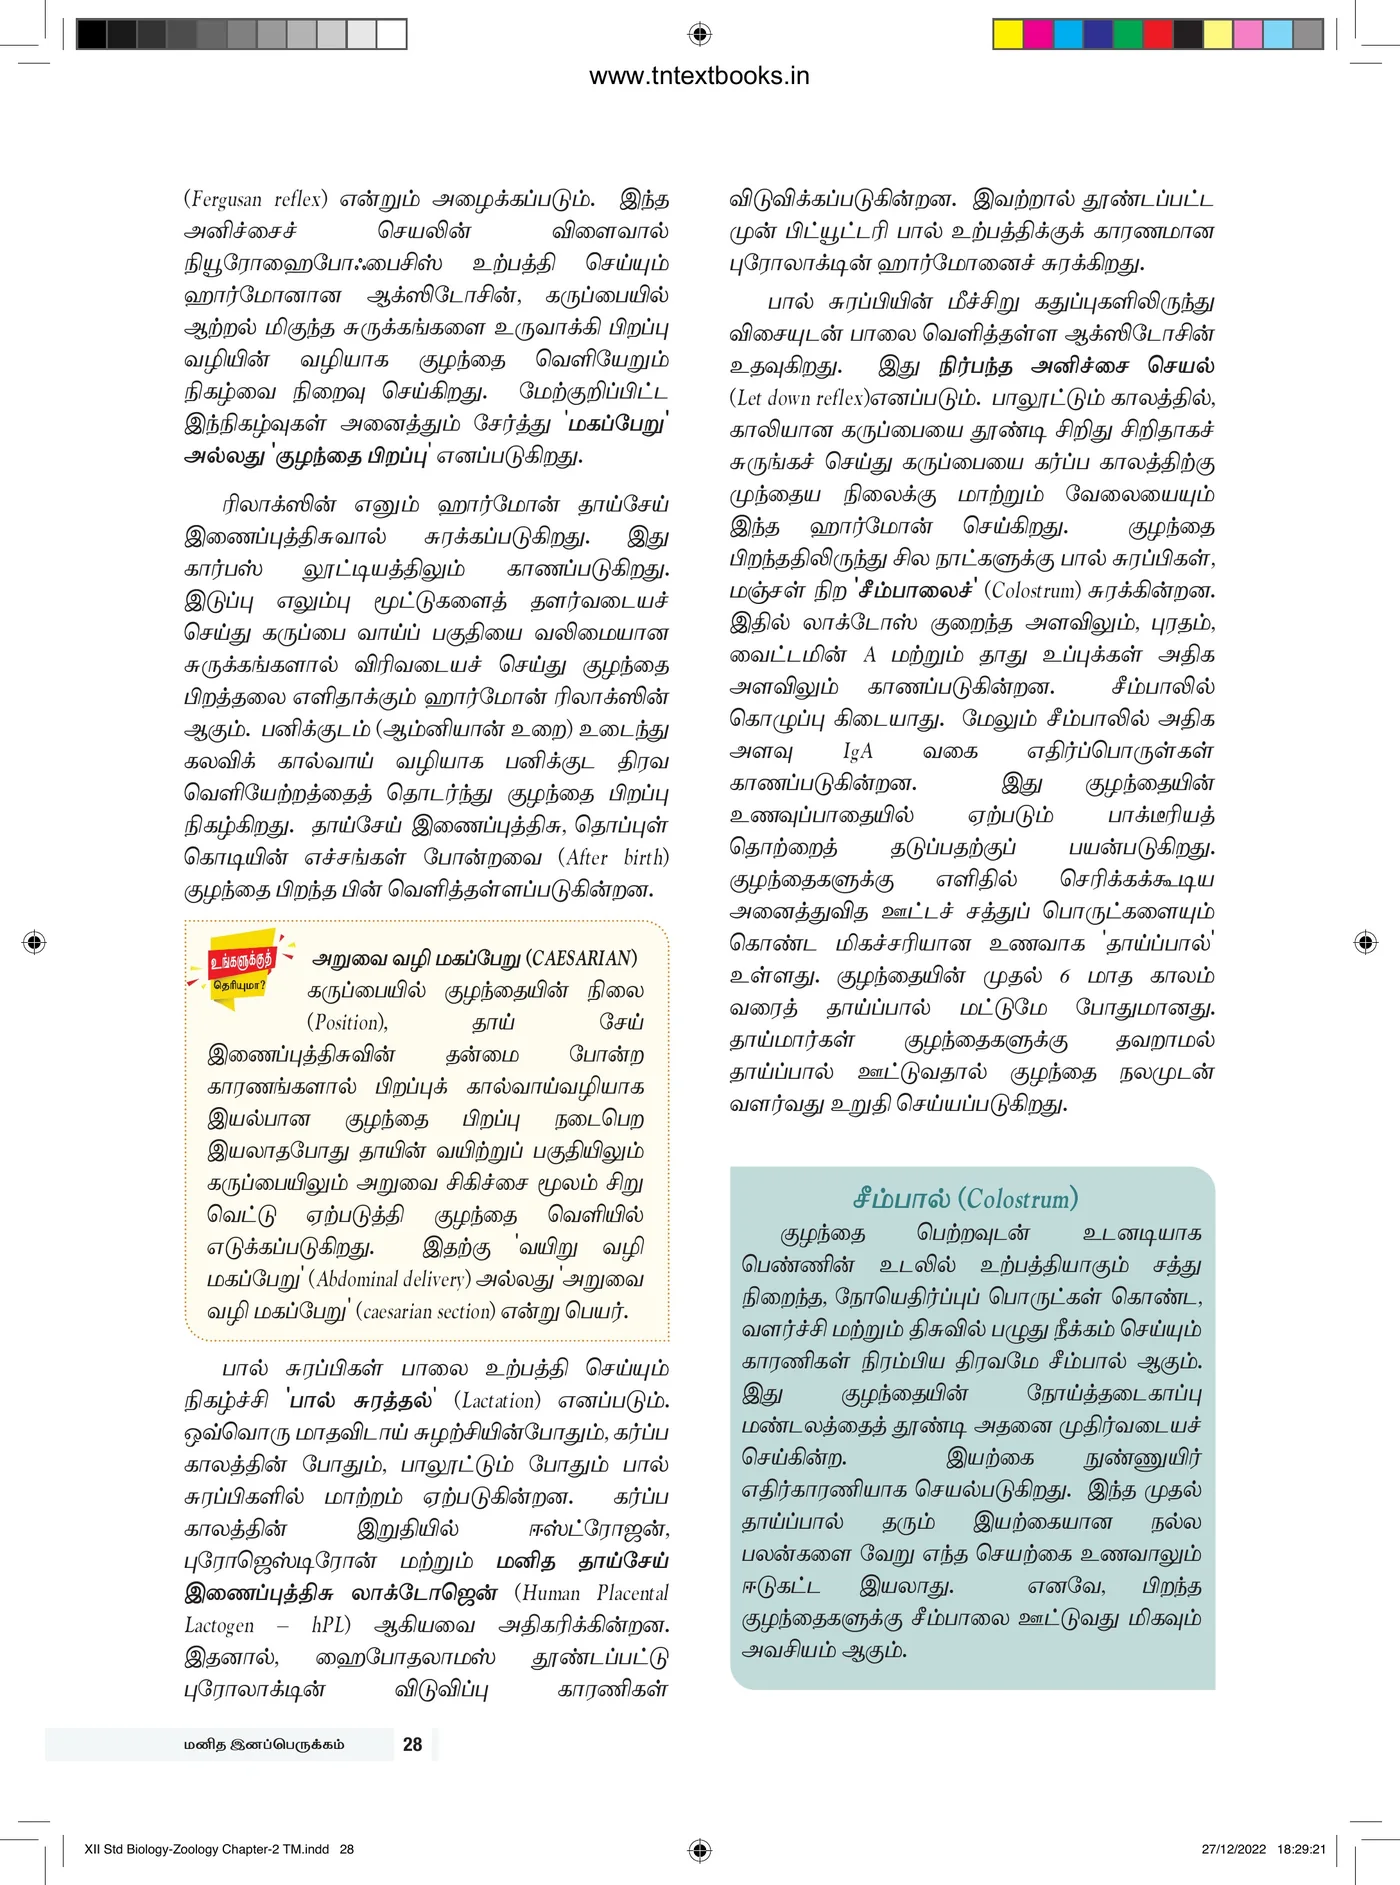 www.tntextbooks.in
(Fergusan reflex) என்றும் அழைக்கப்படும். இந்த
அனிச்சைச் செயலின் விளைவால்
நியூரோஹைபோஃபைசிஸ் உற்பத்தி செய்யும்
ஹார்மோனான ஆக்ஸிடோசின், கருப்பையில்
ஆற்றல் மிகுந்த சுருக்கங்களை உருவாக்கி பிறப்பு
வழியின் வழியாக குழந்தை வெளியேறும்
நிகழ்வை நிறைவு செய்கிறது. மேற்குறிப்பிட்ட
இந்நிகழ்வுகள் அனைத்தும் சேர்த்து 'மகப்பேறு'
அல்லது 'குழந்தை பிறப்பு' எனப்படுகிறது.
ரிலாக்ஸின் எனும் ஹார்மோன் தாய்சேய்
இணைப்புத்திசுவால் சுரக்கப்படுகிறது. இது
கார்பஸ் லூட்டியத்திலும் காணப்படுகிறது.
இடுப்பு எலும்பு மூட்டுகளைத் தளர்வடையச்
செய்து கருப்பை வாய்ப் பகுதியை வலிமையான
சுருக்கங்களால் விரிவடையச் செய்து குழந்தை
பிறத்தலை எளிதாக்கும் ஹார்மோன் ரிலாக்ஸின்
ஆகும். பனிக்குடம் (ஆம்னியான் உறை) உடைந்து
கலவிக் கால்வாய் வழியாக பனிக்குட திரவ
வெளியேற்றத்தைத் தொடர்ந்து குழந்தை பிறப்பு
நிகழ்கிறது. தாய்சேய் இணைப்புத்திசு, தொப்புள்
கொடியின் எச்சங்கள் போன்றவை (After birth)
குழந்தை பிறந்த பின் வெளித்தள்ளப்படுகின்றன.
உங்களுக்குத்
தெரியுமா?
அறுவை வழி மகப்பேறு (CAESARIAN)
கருப்பையில் குழந்தையின் நிலை
(Position), தாய் சேய்
இணைப்புத்திசுவின் தன்மை போன்ற
காரணங்களால் பிறப்புக் கால்வாய்வழியாக
இயல்பான குழந்தை பிறப்பு நடைபெற
இயலாதபோது தாயின் வயிற்றுப் பகுதியிலும்
கருப்பையிலும் அறுவை சிகிச்சை மூலம் சிறு
வெட்டு ஏற்படுத்தி குழந்தை வெளியில்
எடுக்கப்படுகிறது. இதற்கு 'வயிறு வழி
மகப்பேறு' (Abdominal delivery) அல்லது 'அறுவை
வழி மகப்பேறு' (caesarian section) என்று பெயர்.
பால் சுரப்பிகள் பாலை உற்பத்தி செய்யும்
நிகழ்ச்சி 'பால் சுரத்தல்' (Lactation) எனப்படும்.
ஒவ்வொரு மாதவிடாய் சுழற்சியின்போதும், கர்ப்ப
காலத்தின் போதும், பாலூட்டும் போதும் பால்
சுரப்பிகளில் மாற்றம் ஏற்படுகின்றன. கர்ப்ப
காலத்தின் இறுதியில் ஈஸ்ட்ரோஜன்,
புரோஜெஸ்டிரோன் மற்றும் மனித தாய்சேய்
இணைப்புத்திசு லாக்டோஜென் (Human Placental
Lactogen – hPL) ஆகியவை அதிகரிக்கின்றன.
இதனால், ஹைபோதலாமஸ் தூண்டப்பட்டு
புரோலாக்டின் விடுவிப்பு காரணிகள்
விடுவிக்கப்படுகின்றன. இவற்றால் தூண்டப்பட்ட
முன் பிட்யூட்டரி பால் உற்பத்திக்குக் காரணமான
புரோலாக்டின் ஹார்மோனைச் சுரக்கிறது.
பால் சுரப்பியின் மீச்சிறு கதுப்புகளிலிருந்து
விசையுடன் பாலை வெளித்தள்ள ஆக்ஸிடோசின்
உதவுகிறது. இது நிர்பந்த அனிச்சை செயல்
(Let down reflex)எனப்படும். பாலூட்டும் காலத்தில்,
காலியான கருப்பையை தூண்டி சிறிது சிறிதாகச்
சுருங்கச் செய்து கருப்பையை கர்ப்ப காலத்திற்கு
முந்தைய நிலைக்கு மாற்றும் வேலையையும்
இந்த ஹார்மோன் செய்கிறது. குழந்தை
பிறந்ததிலிருந்து சில நாட்களுக்கு பால் சுரப்பிகள்,
மஞ்சள் நிற 'சீம்பாலைச்' (Colostrum) சுரக்கின்றன.
இதில் லாக்டோஸ் குறைந்த அளவிலும், புரதம்,
வைட்டமின் A மற்றும் தாது உப்புக்கள் அதிக
அளவிலும் காணப்படுகின்றன. சீம்பாலில்
கொழுப்பு கிடையாது. மேலும் சீம்பாலில் அதிக
அளவு IgA வகை எதிர்ப்பொருள்கள்
காணப்படுகின்றன. இது குழந்தையின்
உணவுப்பாதையில் ஏற்படும் பாக்டீரியத்
தொற்றைத் தடுப்பதற்குப் பயன்படுகிறது.
குழந்தைகளுக்கு எளிதில் செரிக்கக்கூடிய
அனைத்துவித ஊட்டச் சத்துப் பொருட்களையும்
கொண்ட மிகச்சரியான உணவாக 'தாய்ப்பால்'
உள்ளது. குழந்தையின் முதல் 6 மாத காலம்
வரைத் தாய்ப்பால் மட்டுமே போதுமானது.
தாய்மார்கள் குழந்தைகளுக்கு தவறாமல்
தாய்ப்பால் ஊட்டுவதால் குழந்தை நலமுடன்
வளர்வது உறுதி செய்யப்படுகிறது.
சீம்பால் (Colostrum)
குழந்தை பெற்றவுடன் உடனடியாக
பெண்ணின் உடலில் உற்பத்தியாகும் சத்து
நிறைந்த, நோயெதிர்ப்புப் பொருட்கள் கொண்ட,
வளர்ச்சி மற்றும் திசுவில் பழுது நீக்கம் செய்யும்
காரணிகள் நிரம்பிய திரவமே சீம்பால் ஆகும்.
இது குழந்தையின் நோய்த்தடைகாப்பு
மண்டலத்தைத் தூண்டி அதனை முதிர்வடையச்
செய்கின்ற. இயற்கை நுண்ணுயிர்
எதிர்காரணியாக செயல்படுகிறது. இந்த முதல்
தாய்ப்பால் தரும் இயற்கையான நல்ல
பலன்களை வேறு எந்த செயற்கை உணவாலும்
ஈடுகட்ட இயலாது. எனவே, பிறந்த
குழந்தைகளுக்கு சீம்பாலை ஊட்டுவது மிகவும்
அவசியம் ஆகும்.
மனித இனப்பெருக்கம் 28
XII Std Biology-Zoology Chapter-2 TM.indd 28
27/12/2022 18:29:21